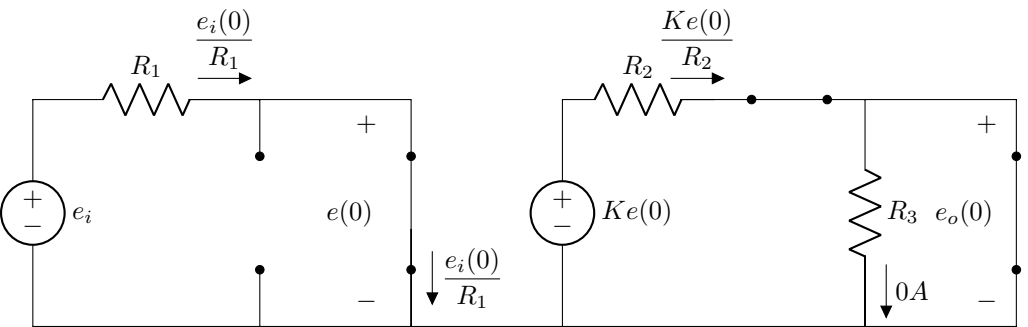 e_i(0)
R_1
R_1
+
−
e_i
+
e(0)
−
e_i(0)
R_1
Ke(0)
R_2
R_2
+
−
Ke(0)
R_3
0A
+
e_o(0)
−